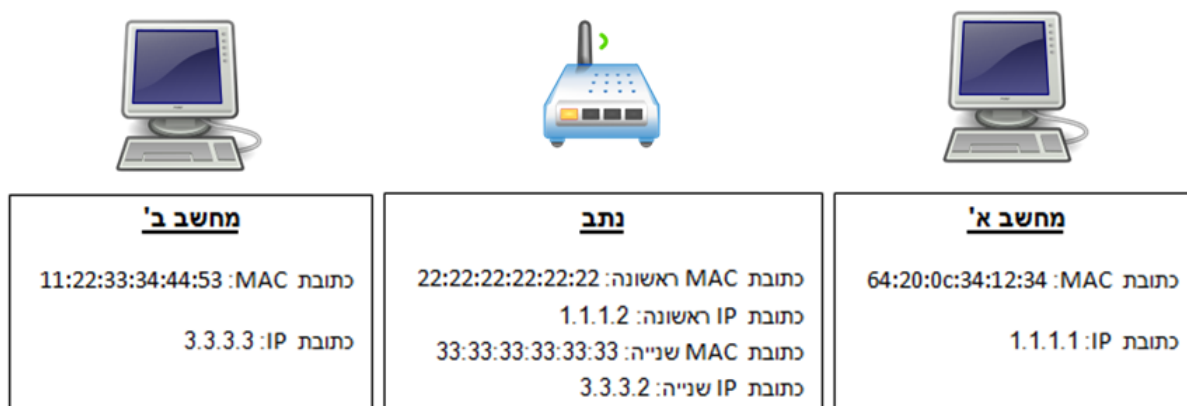 מחשב א'
כתובת MAC: 64:20:0c:34:12:34
כתובת IP: 1.1.1.1
נתב
כתובת MAC ראשונה: 22:22:22:22:22:22
כתובת IP ראשונה: 1.1.1.2
כתובת MAC שנייה: 33:33:33:33:33:33
כתובת IP שנייה: 3.3.3.2
מחשב ב'
כתובת MAC: 11:22:33:34:44:53
כתובת IP: 3.3.3.3